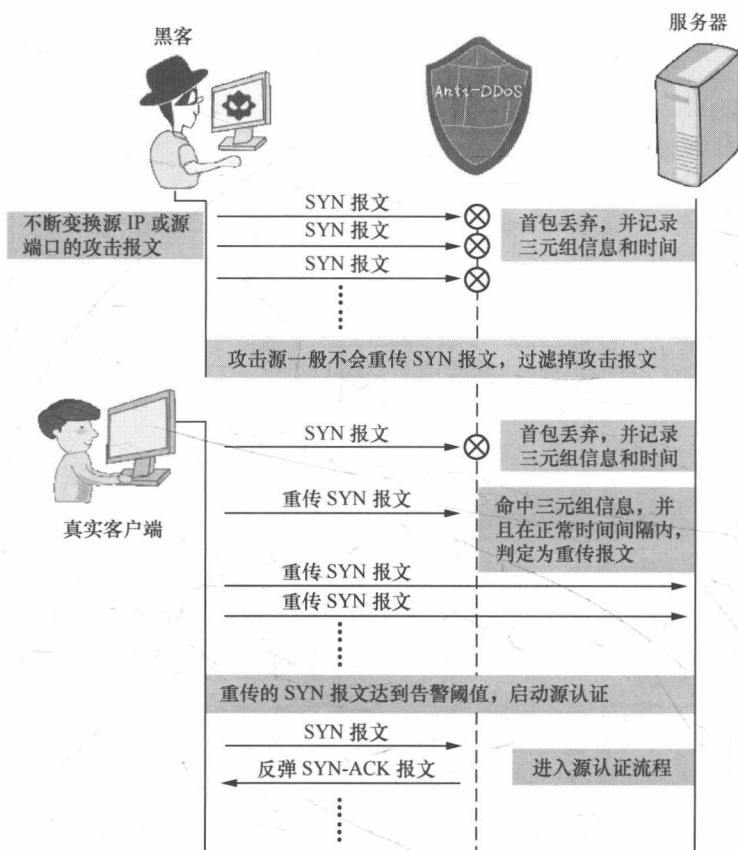 黑客
服务器
Anti-DDoS
SYN 报文
不断变换源 IP 或源
端口的攻击报文
SYN 报文
SYN 报文
首包丢弃，并记录
三元组信息和时间
攻击源一般不会重传 SYN 报文，过滤掉攻击报文
SYN 报文
首包丢弃，并记录
三元组信息和时间
真实客户端
重传 SYN 报文
命中三元组信息，并
且在正常时间间隔内，
判定为重传报文
重传 SYN 报文
重传 SYN 报文
重传的 SYN 报文达到告警阈值，启动源认证
SYN 报文
反弹 SYN-ACK 报文
进入源认证流程